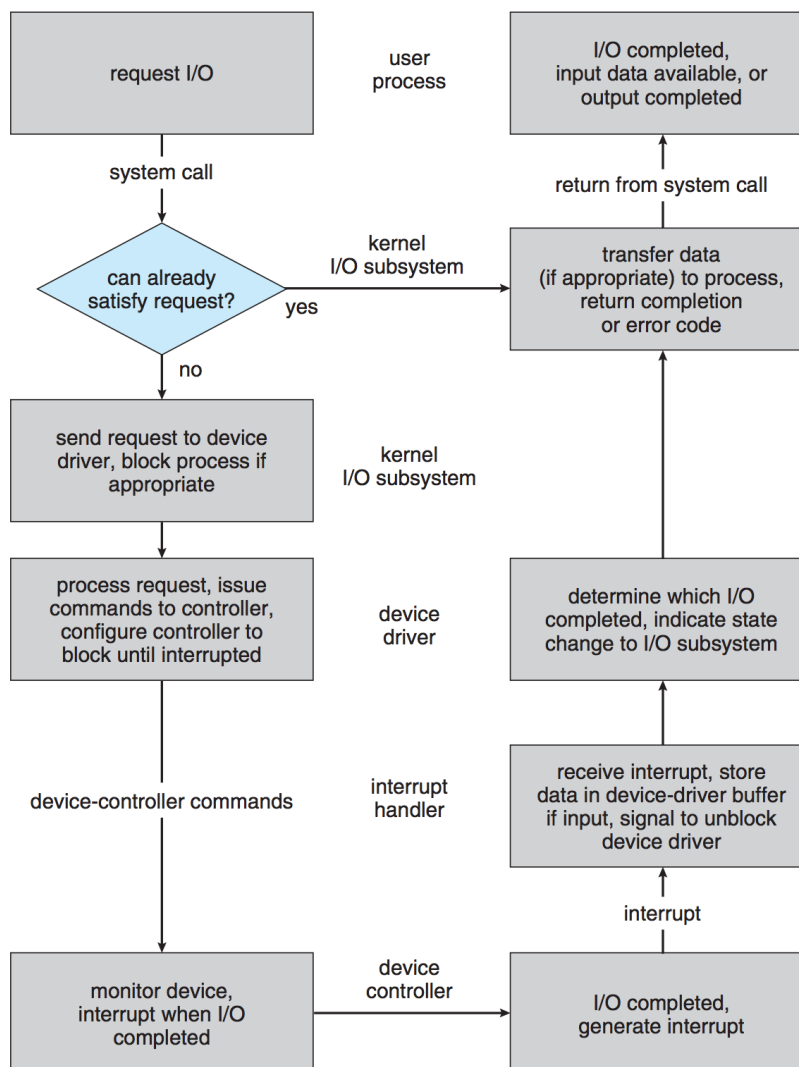 request I/O
user
process
I/O completed,
input data available, or
output completed
system call
return from system call
can already
satisfy request?
yes
no
kernel
I/O subsystem
transfer data
(if appropriate) to process,
return completion
or error code
send request to device
driver, block process if
appropriate
kernel
I/O subsystem
process request, issue
commands to controller,
configure controller to
block until interrupted
device
driver
determine which I/O
completed, indicate state
change to I/O subsystem
device-controller commands
interrupt
handler
receive interrupt, store
data in device-driver buffer
if input, signal to unblock
device driver
interrupt
monitor device,
interrupt when I/O
completed
device
controller
I/O completed,
generate interrupt